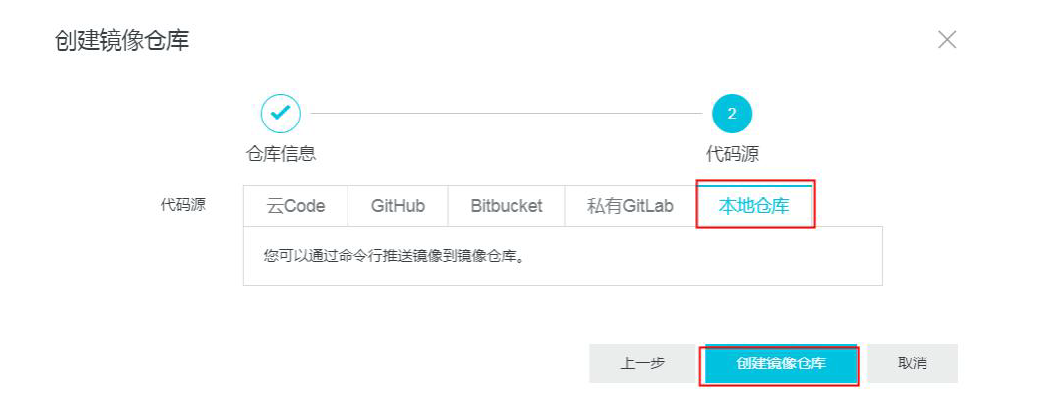 创建镜像仓库
2
仓库信息 代码源
代码源 云Code GitHub Bitbucket 私有GitLab 本地仓库
您可以通过命令行推送镜像到镜像仓库。
上一步 创建镜像仓库 取消